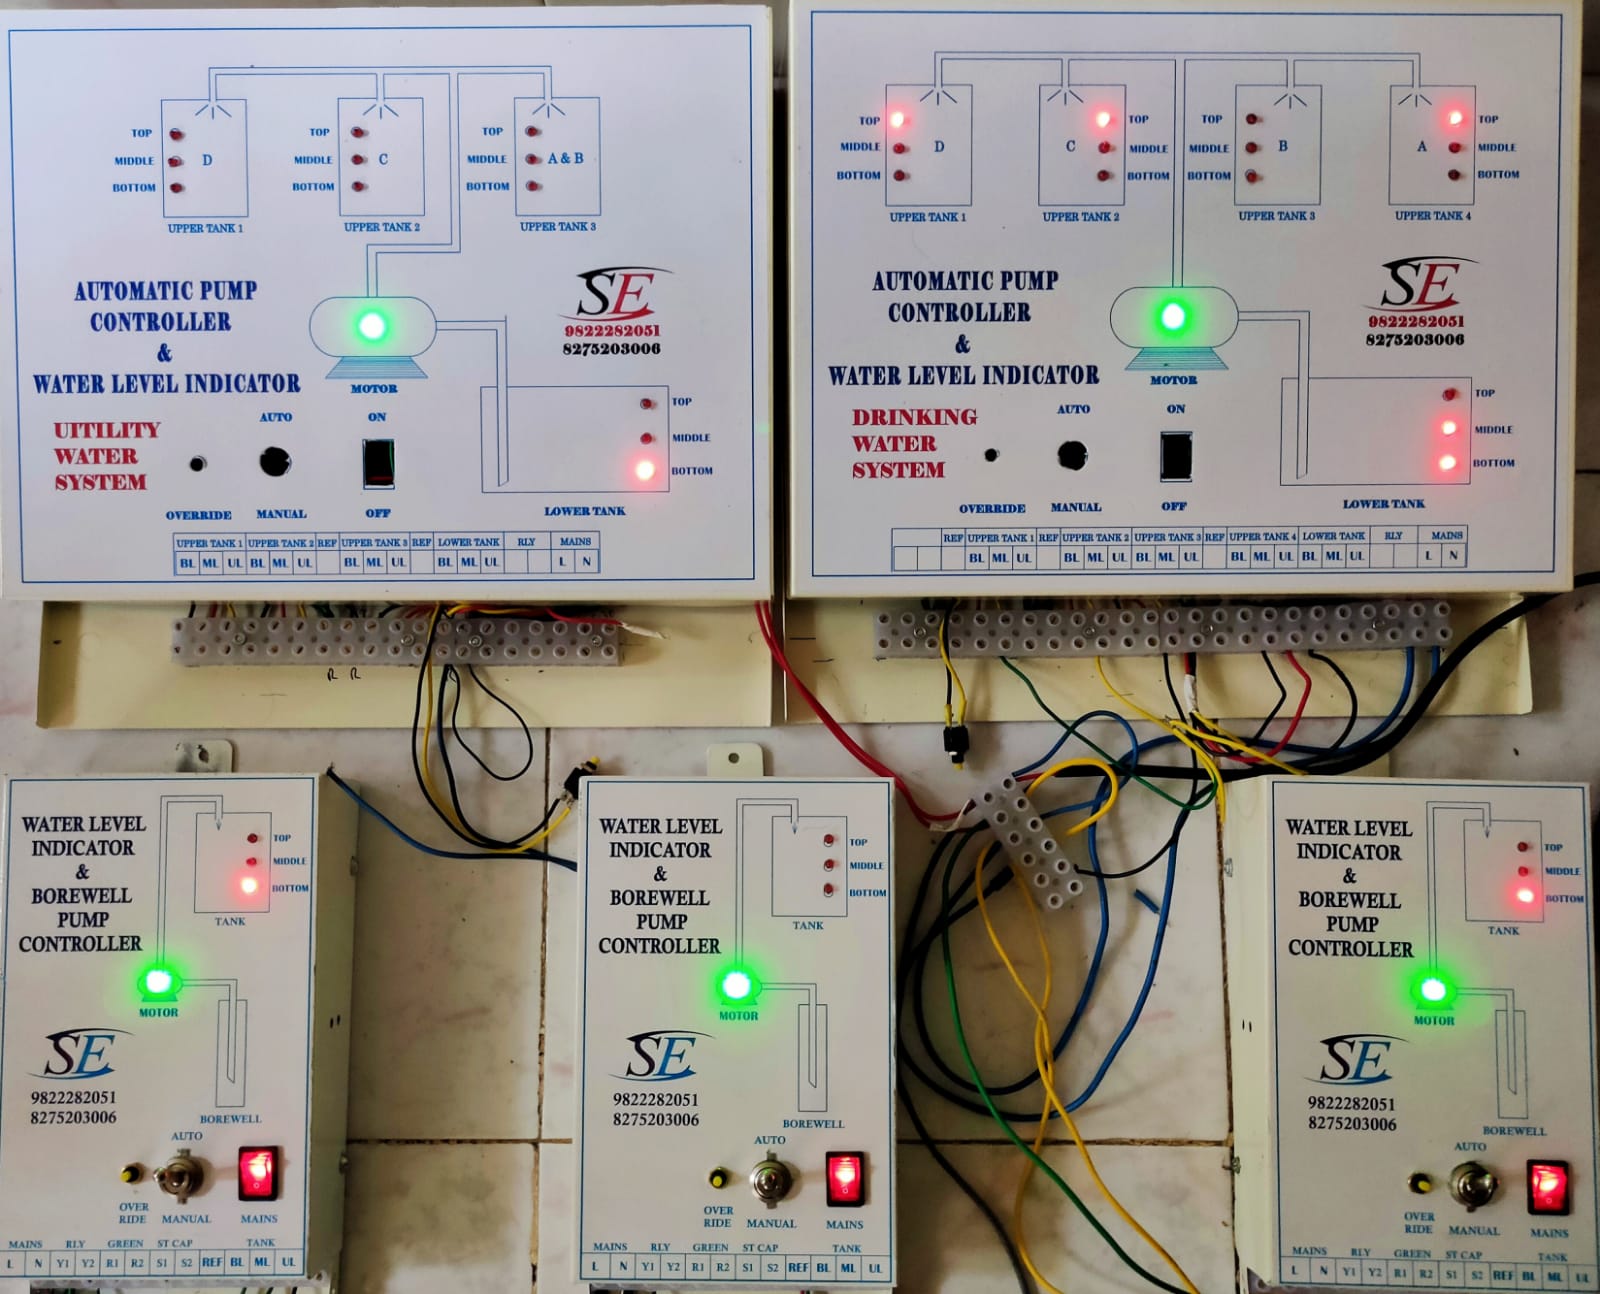 TOP
MIDDLE
BOTTOM
D
UPPER TANK 1
TOP
MIDDLE
BOTTOM
C
UPPER TANK 2
TOP
MIDDLE
BOTTOM
A & B
UPPER TANK 3
AUTOMATIC PUMP
CONTROLLER
&
WATER LEVEL INDICATOR
UITILITY
WATER
SYSTEM
MOTOR
SE
9822282051
8275203006
AUTO
ON
OVERRIDE
MANUAL
OFF
TOP
MIDDLE
BOTTOM
LOWER TANK
UPPER TANK 1 UPPER TANK 2 REF UPPER TANK 3 REF LOWER TANK RLY MAINS
BL ML UL BL ML UL BL ML UL BL ML UL L N
TOP
MIDDLE
BOTTOM
D
UPPER TANK 1
C
TOP
MIDDLE
BOTTOM
UPPER TANK 2
TOP
MIDDLE
BOTTOM
B
UPPER TANK 3
A
TOP
MIDDLE
BOTTOM
UPPER TANK 4
AUTOMATIC PUMP
CONTROLLER
&
WATER LEVEL INDICATOR
DRINKING
WATER
SYSTEM
MOTOR
SE
9822282051
8275203006
AUTO
ON
OVERRIDE
MANUAL
OFF
TOP
MIDDLE
BOTTOM
LOWER TANK
REF UPPER TANK 1 REF UPPER TANK 2 UPPER TANK 3 REF UPPER TANK 4 LOWER TANK RLY MAINS
BL ML UL BL ML UL BL ML UL BL ML UL BL ML UL L N
R R
WATER LEVEL
INDICATOR
&
BOREWELL
PUMP
CONTROLLER
TOP
MIDDLE
BOTTOM
TANK
MOTOR
SE
9822282051
8275203006
BOREWELL
AUTO
OVER
RIDE
MANUAL
MAINS
MAINS RLY GREEN ST CAP TANK
L N Y1 Y2 R1 R2 S1 S2 REF BL ML UL
WATER LEVEL
INDICATOR
&
BOREWELL
PUMP
CONTROLLER
TOP
MIDDLE
BOTTOM
TANK
MOTOR
SE
9822282051
8275203006
BOREWELL
AUTO
OVER
RIDE
MANUAL
MAINS
MAINS RLY GREEN ST CAP TANK
L N Y1 Y2 R1 R2 S1 S2 REF BL ML UL
WATER LEVEL
INDICATOR
&
BOREWELL
PUMP
CONTROLLER
TOP
MIDDLE
BOTTOM
TANK
MOTOR
SE
9822282051
8275203006
BOREWELL
AUTO
OVER
RIDE
MANUAL
MAINS
MAINS RLY GREEN ST CAP TANK
L N Y1 Y2 R1 R2 S1 S2 REF BL ML UL